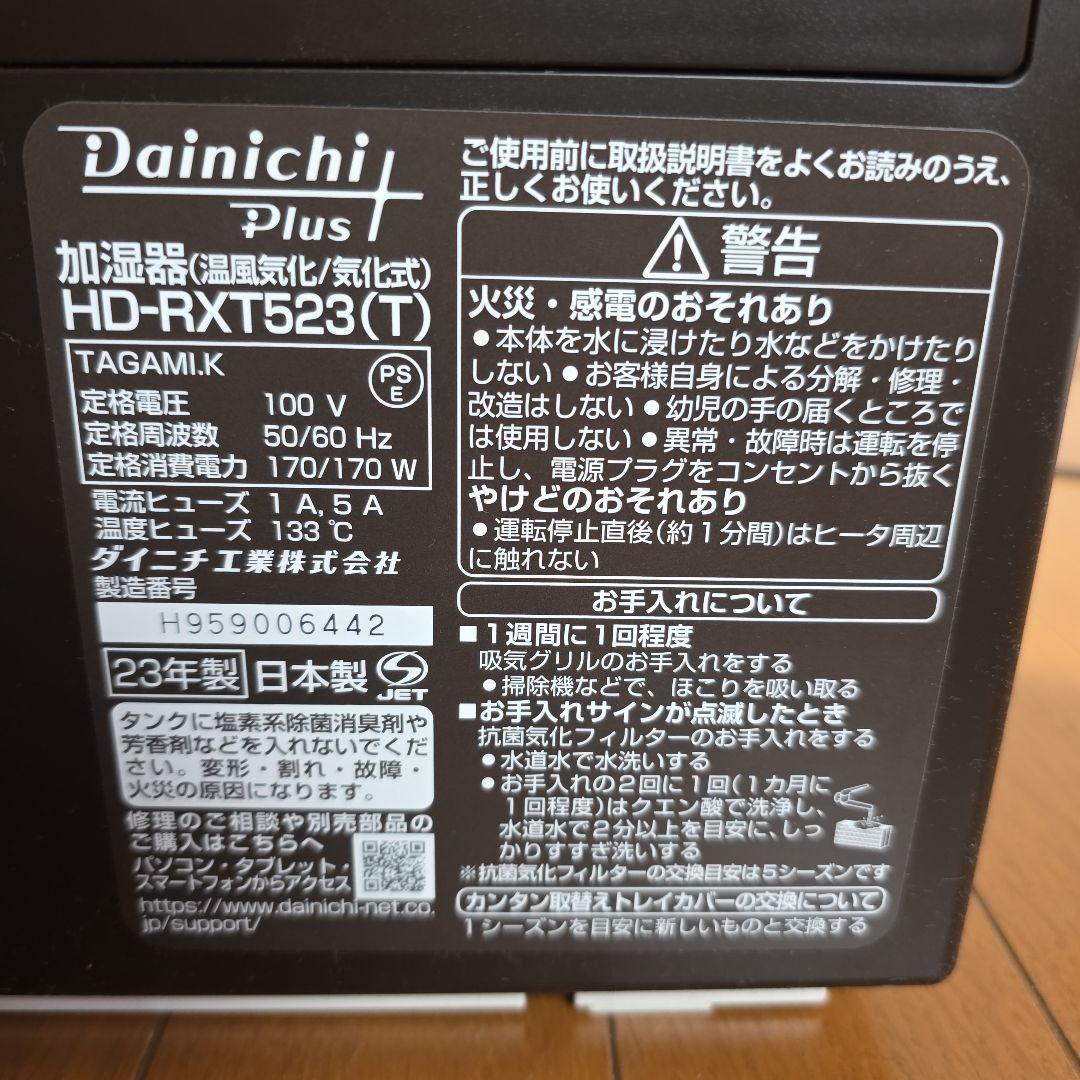 Dainichi
Plus
加湿器(温風気化/気化式)
HD-RXT523(T)
TAGAMI.K
PS
E
定格電圧 100 V
定格周波数 50/60 Hz
定格消費電力 170/170 W
電流ヒューズ 1 A, 5 A
温度ヒューズ 133 ℃
ダイニチ工業株式会社
製造番号
H959006442
23年製 日本製
JET
タンクに塩素系除菌消臭剤や
芳香剤などを入れないでくだ
さい。変形・割れ・故障・
火災の原因になります。
修理のご相談や別売部品の
ご購入はこちらへ
パソコン・タブレット・
スマートフォンからアクセス
https://www.dainichi-net.co.
jp/support/
ご使用前に取扱説明書をよくお読みのうえ、
正しくお使いください。
警告
火災・感電のおそれあり
●本体を水に浸けたり水などをかけたり
しない●お客様自身による分解・修理・
改造はしない●幼児の手の届くところで
は使用しない●異常・故障時は運転を停
止し、電源プラグをコンセントから抜く
やけどのおそれあり
●運転停止直後(約1分間)はヒータ周辺
に触れない
お手入れについて
■1週間に1回程度
吸気グリルのお手入れをする
●掃除機などで、ほこりを吸い取る
■お手入れサインが点滅したとき
抗菌気化フィルターのお手入れをする
●水道水で水洗いする
●お手入れの2回に1回(1カ月に
1回程度)はクエン酸で洗浄し、
水道水で2分以上を目安に、しっ
かりすすぎ洗いする
※抗菌気化フィルターの交換目安は5シーズンです
カンタン取替えトレイカバーの交換について
1シーズンを目安に新しいものと交換する